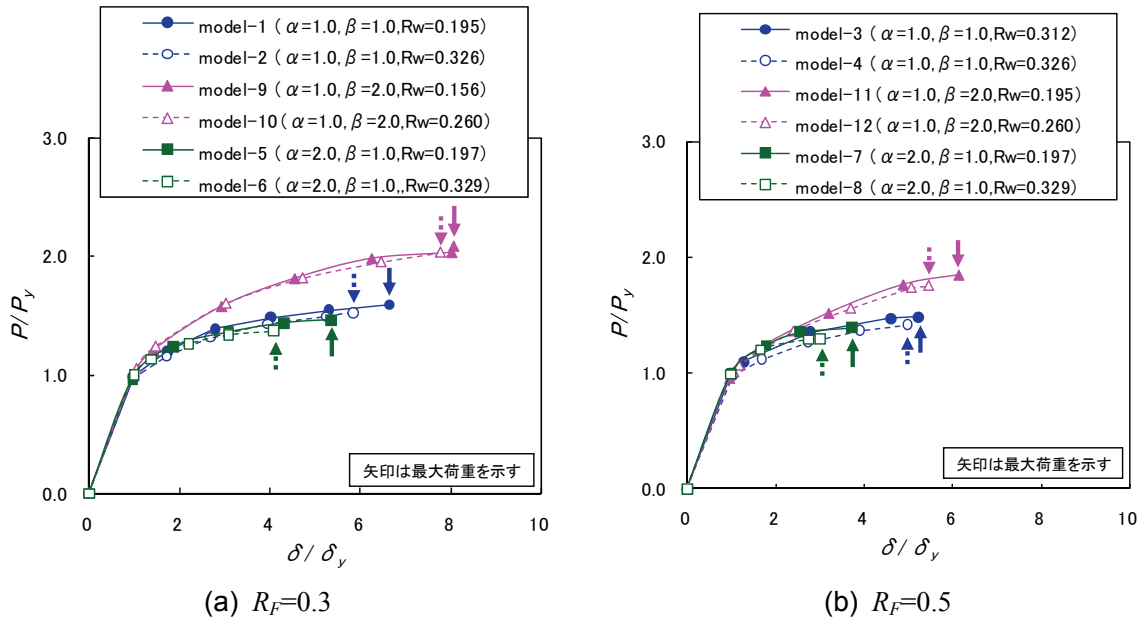 model-1 ( α=1.0, β=1.0,Rw=0.195)
model-2 ( α=1.0, β=1.0,Rw=0.326)
model-9 ( α=1.0, β=2.0,Rw=0.156)
model-10( α=1.0, β=2.0,Rw=0.260)
model-5 ( α=2.0, β=1.0,Rw=0.197)
model-6 ( α=2.0, β=1.0,,Rw=0.329)
3.0
2.0
1.0
0.0
P/Py
矢印は最大荷重を示す
0 2 4 6 8 10
δ/ δy
(a) RF=0.3
model-3 ( α=1.0, β=1.0,Rw=0.312)
model-4 ( α=1.0, β=1.0,Rw=0.326)
model-11( α=1.0, β=2.0,Rw=0.195)
model-12( α=1.0, β=2.0,Rw=0.260)
model-7 ( α=2.0, β=1.0,Rw=0.197)
model-8 ( α=2.0, β=1.0,Rw=0.329)
3.0
2.0
1.0
0.0
P/Py
矢印は最大荷重を示す
0 2 4 6 8 10
δ/ δy
(b) RF=0.5